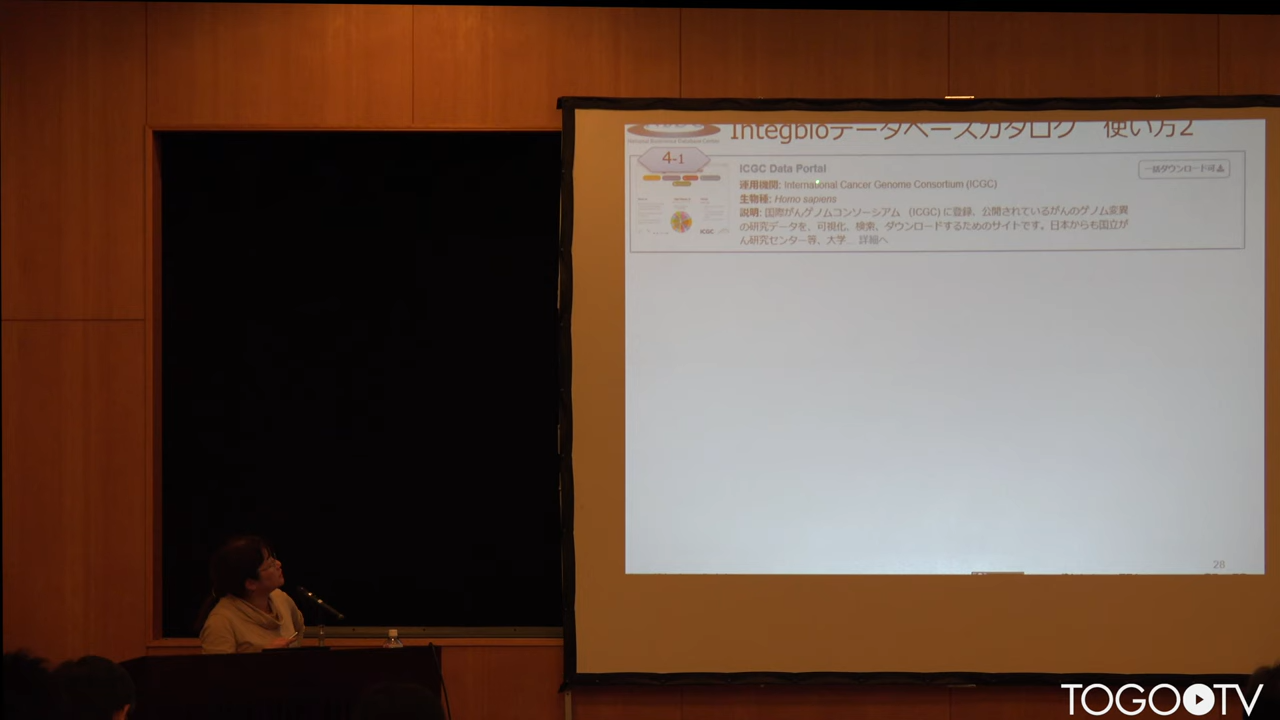 Integbioデータベースカタログ 使い方2
4-1
ICGC Data Portal
一括ダウンロード可
運用機関: International Cancer Genome Consortium (ICGC)
生物種: Homo sapiens
説明: 国際がんゲノムコンソーシアム (ICGC) に登録、公開されているがんのゲノム変異
の研究データを、可視化、検索、ダウンロードするためのサイトです。日本からも国立が
ん研究センター等、大学... 詳細へ
ICGC
28
TOGOTV